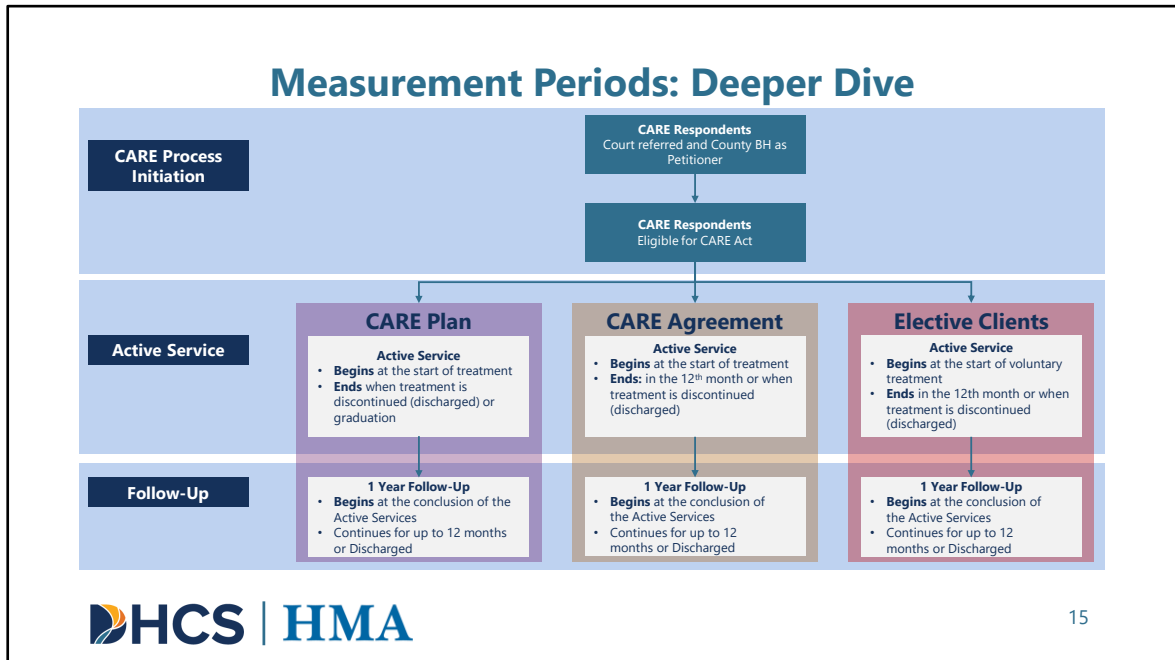 Measurement Periods: Deeper Dive
CARE Process
Initiation
CARE Respondents
Court referred and County BH as
Petitioner
CARE Respondents
Eligible for CARE Act
Active Service
CARE Plan
Active Service
• Begins at the start of treatment
• Ends when treatment is
discontinued (discharged) or
graduation
CARE Agreement
Active Service
• Begins at the start of treatment
• Ends: in the 12th month or when
treatment is discontinued
(discharged)
Elective Clients
Active Service
• Begins at the start of voluntary
treatment
• Ends in the 12th month or when
treatment is discontinued
(discharged)
Follow-Up
1 Year Follow-Up
• Begins at the conclusion of the
Active Services
• Continues for up to 12 months
or Discharged
1 Year Follow-Up
• Begins at the conclusion of
the Active Services
• Continues for up to 12
months or Discharged
1 Year Follow-Up
• Begins at the conclusion of
the Active Services
• Continues for up to 12
months or Discharged
DHCS | HMA
15